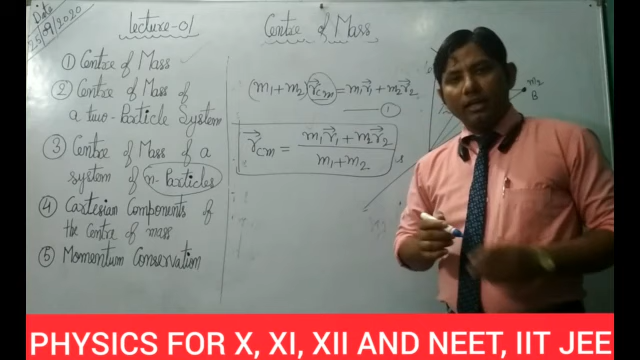 Date
25/09/2020
Lecture-01
Centre of Mass
① Centre of Mass
② Centre of Mass of
a two-Particle System
③ Centre of Mass of a
system of n-Particles
④ Cartesian Components of
the Centre of mass
⑤ Momentum Conservation
(m₁+m₂) r⃗cm = m₁r⃗₁ + m₂r⃗₂
①
r⃗cm = m₁r⃗₁+m₂r⃗₂ / m₁+m₂
m₂
B
PHYSICS FOR X, XI, XII AND NEET, IIT JEE